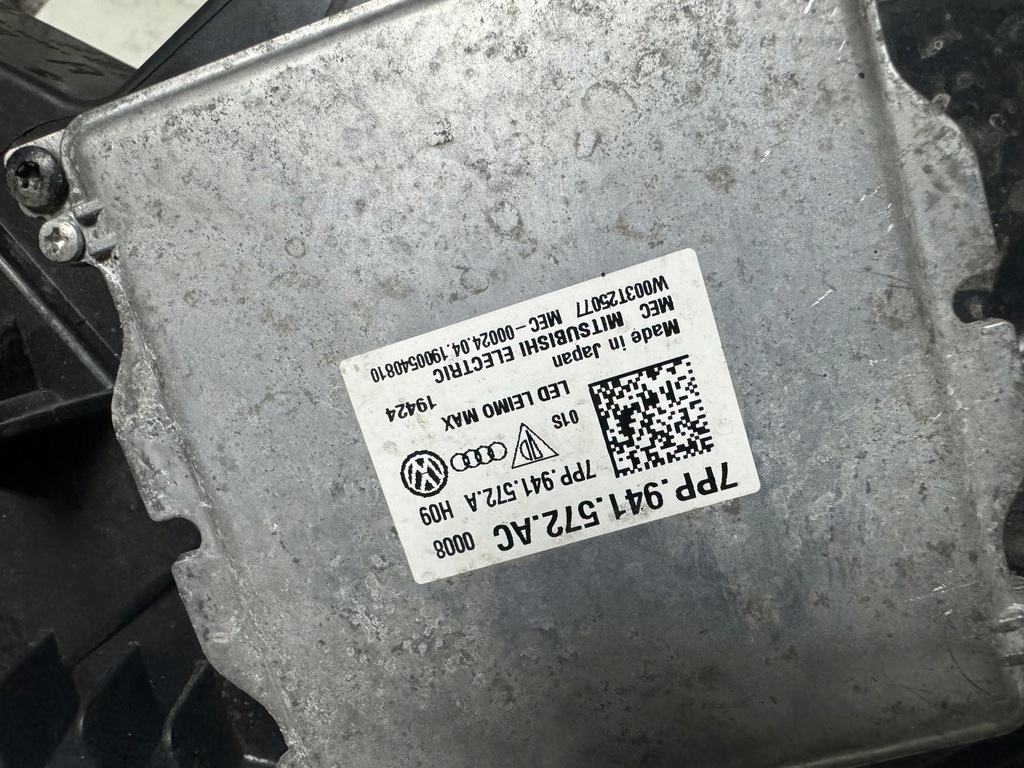 7PP.941.572.AC 0008
7PP.941.572.A H09
01S
LED LEIMO MAX 19424
Made in Japan
MEC MITSUBISHI ELECTRIC
W003T25077 MEC-00024.04.1900540810